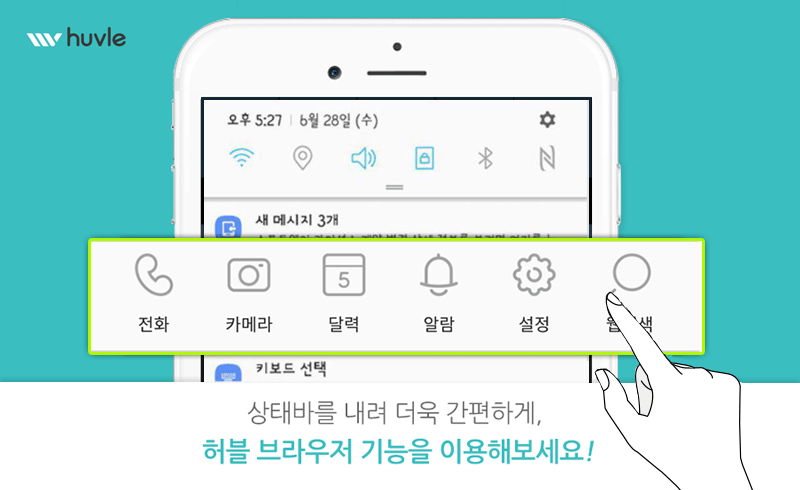 huvle
오후 5:27 | 6월 28일 (수)
새 메시지 3개
전화
카메라
5
달력
알람
설정
키보드 선택
상태바를 내려 더욱 간편하게,
허블 브라우저 기능을 이용해보세요!